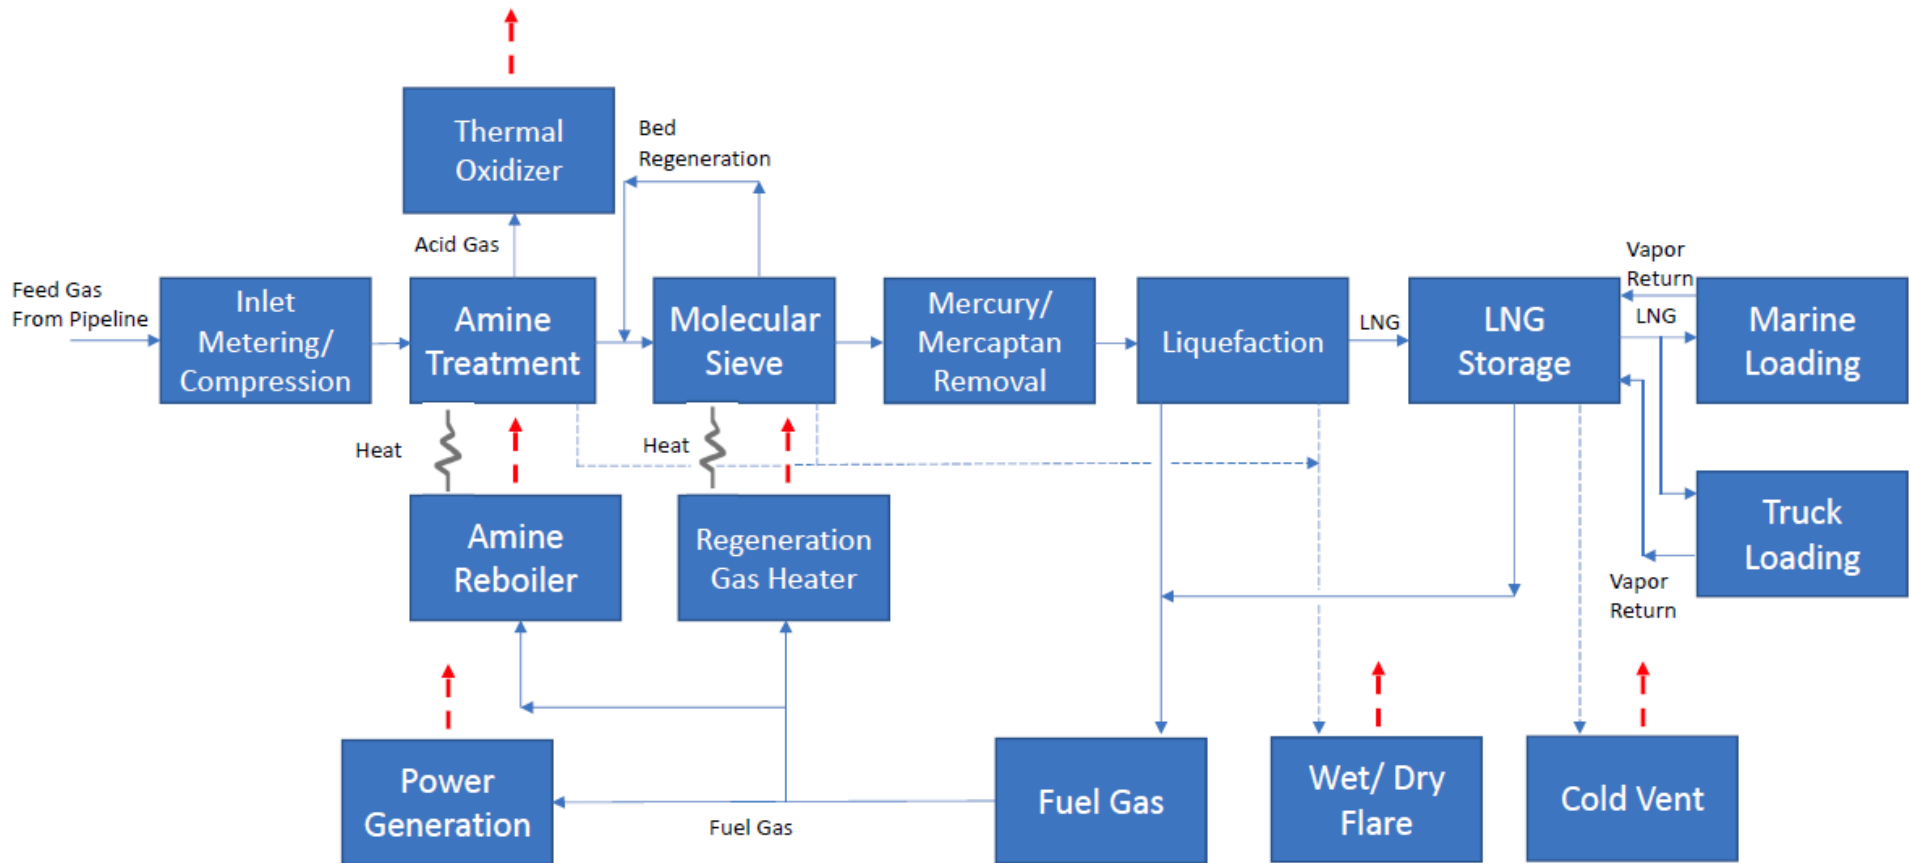 Thermal
Oxidizer
Bed
Regeneration
Acid Gas
Feed Gas
From Pipeline
Inlet
Metering/
Compression
Amine
Treatment
Molecular
Sieve
Mercury/
Mercaptan
Removal
Liquefaction
LNG
LNG
Storage
Vapor
Return
LNG
Marine
Loading
Heat
Heat
Amine
Reboiler
Regeneration
Gas Heater
Truck
Loading
Vapor
Return
Power
Generation
Fuel Gas
Fuel Gas
Wet/ Dry
Flare
Cold Vent